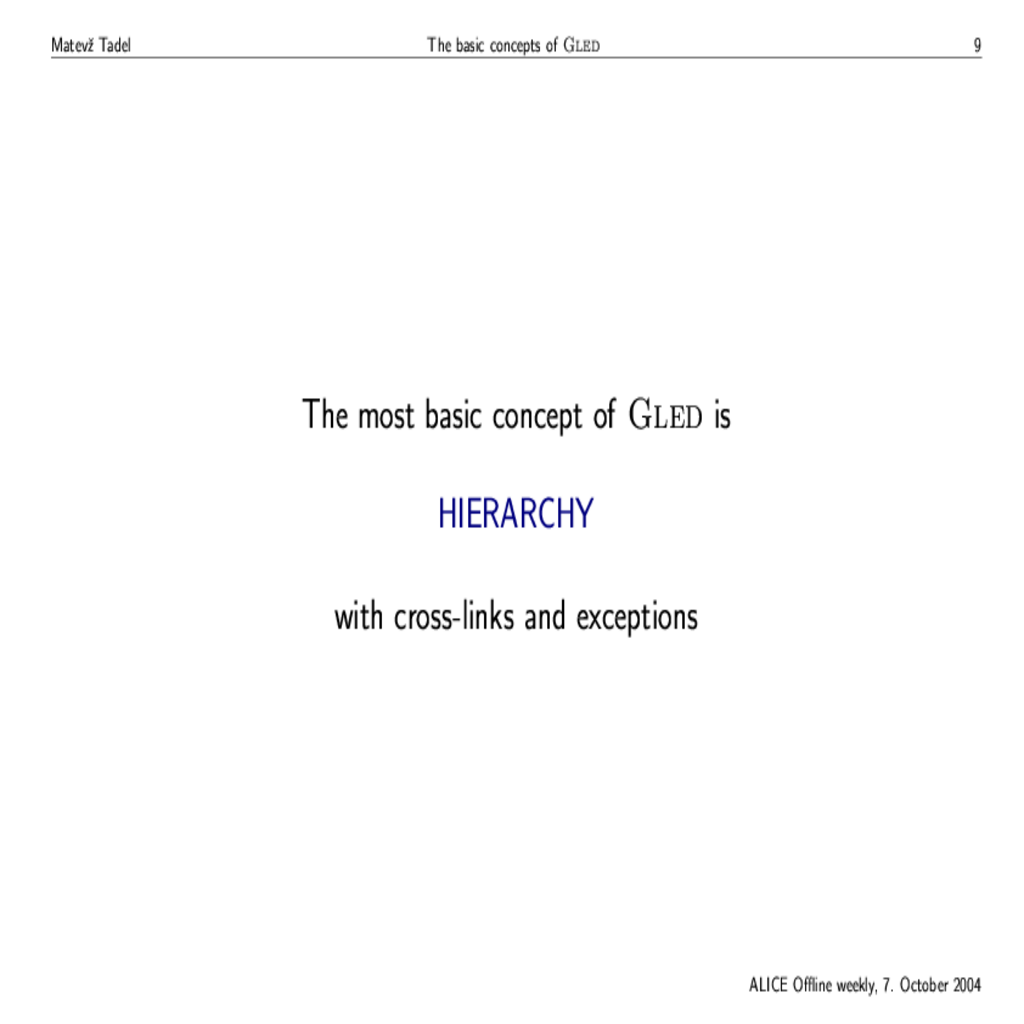 Matevž Tadel The basic concepts of GLED 9
The most basic concept of GLED is
HIERARCHY
with cross-links and exceptions
ALICE Offline weekly, 7. October 2004